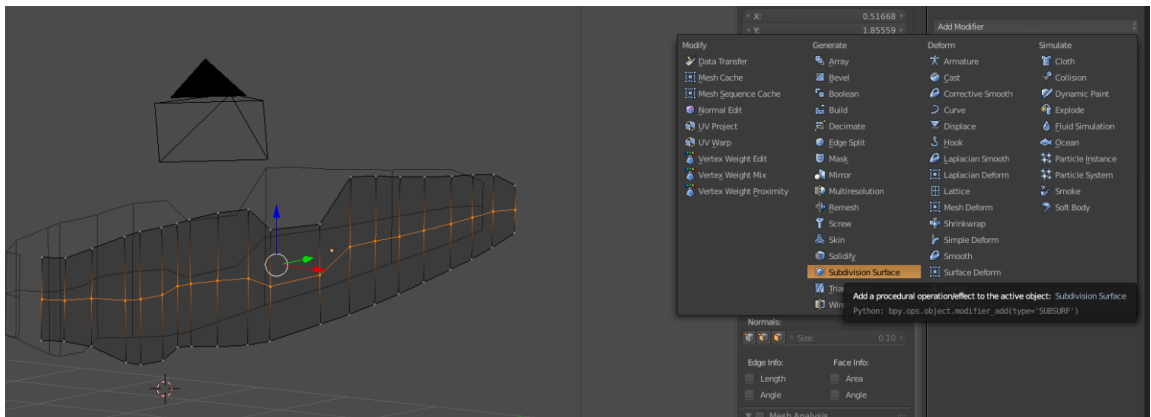 X: 0.51668
Y: 1.85559
Add Modifier
Modify
Data Transfer
Mesh Cache
Mesh Sequence Cache
Normal Edit
UV Project
UV Warp
Vertex Weight Edit
Vertex Weight Mix
Vertex Weight Proximity
Generate
Array
Bevel
Boolean
Build
Decimate
Edge Split
Mask
Mirror
Multiresolution
Remesh
Screw
Skin
Solidify
Subdivision Surface
Deform
Armature
Cast
Corrective Smooth
Curve
Displace
Hook
Laplacian Smooth
Laplacian Deform
Lattice
Mesh Deform
Shrinkwrap
Simple Deform
Smooth
Surface Deform
Simulate
Cloth
Collision
Dynamic Paint
Explode
Fluid Simulation
Ocean
Particle Instance
Particle System
Smoke
Soft Body
Add a procedural operation/effect to the active object: Subdivision Surface
Python: bpy.ops.object.modifier_add(type='SUBSURF')
Normals:
Size: 0.10
Edge Info: Face Info:
Length Area
Angle Angle
Mesh Analysis